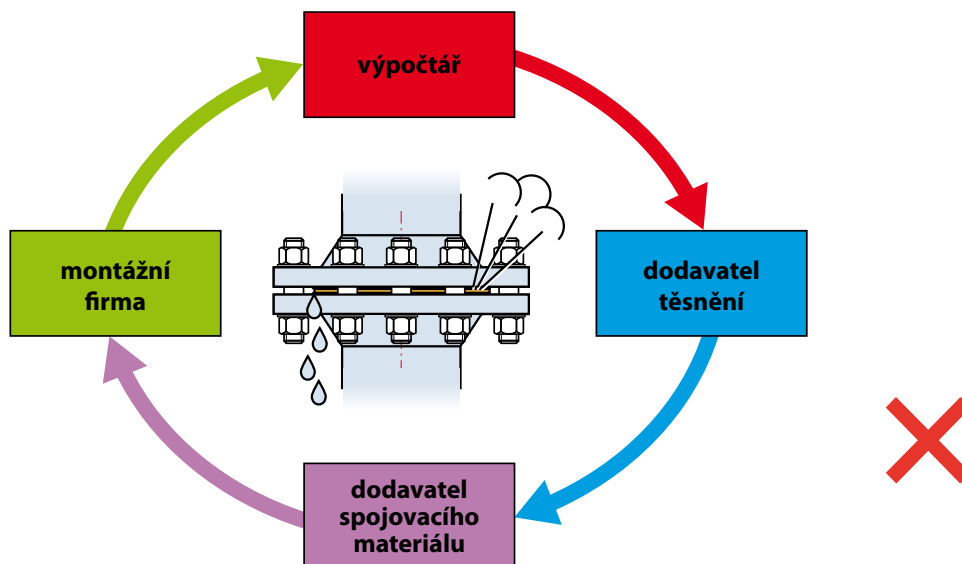 výpočtář
dodavatel
těsnění
dodavatel
spojovacího
materiálu
montážní
firma